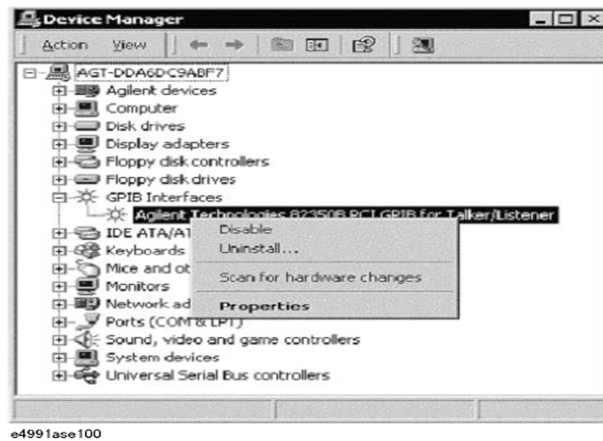 Device Manager
Action View
AGT-DDA6DC9ABF7
Agilent devices
Computer
Disk drives
Display adapters
Floppy disk controllers
Floppy disk drives
GPIB Interfaces
Agilent Technologies 82350B PCI GPIB for Talker/Listener
IDE ATA/AT
Disable
Keyboards
Uninstall...
Mice and ot
Scan for hardware changes
Monitors
Network ad
Properties
Ports (COM & LPT)
Sound, video and game controllers
System devices
Universal Serial Bus controllers
e4991ase100